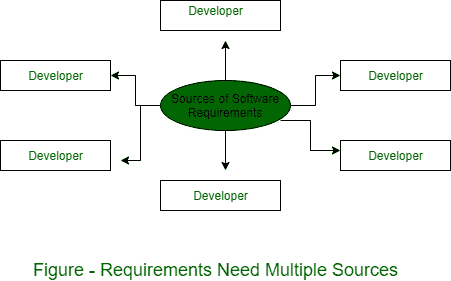 Developer
Developer
Developer
Sources of Software
Requirements
Developer
Developer
Developer
Figure - Requirements Need Multiple Sources